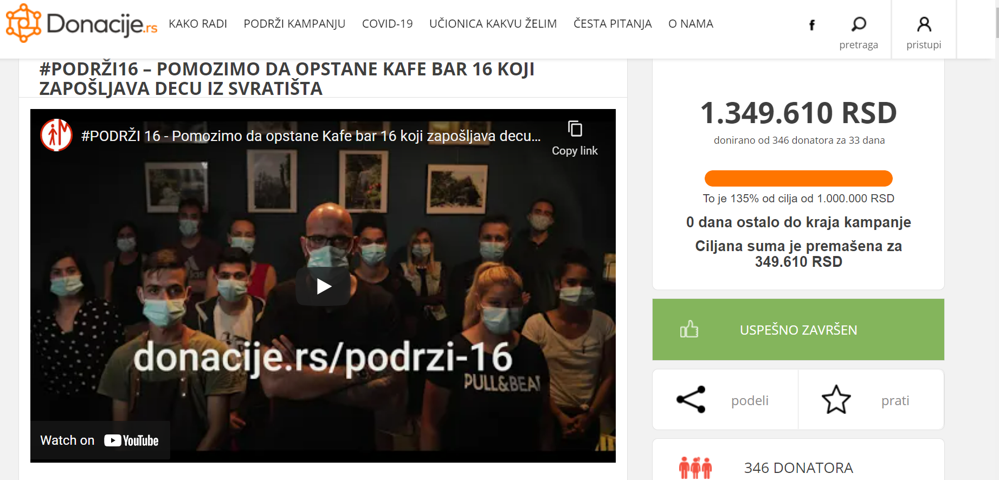 Donacije.rs
KAKO RADI
PODRŽI KAMPANJU
COVID-19
UČIONICA KAKVU ŽELIM
ČESTA PITANJA
O NAMA
f
pretraga
pristupi
#PODRŽI16 – POMOZIMO DA OPSTANE KAFE BAR 16 KOJI
ZAPOŠLJAVA DECU IZ SVRATIŠTA
#PODRŽI 16 - Pomozimo da opstane Kafe bar 16 koji zapošljava decu...
Copy link
adidas
donacije.rs/podrzi-16
PULL&BEAR
Watch on YouTube
1.349.610 RSD
donirano od 346 donatora za 33 dana
To je 135% od cilja od 1.000.000 RSD
0 dana ostalo do kraja kampanje
Ciljana suma je premašena za
349.610 RSD
USPEŠNO ZAVRŠEN
podeli
prati
346 DONATORA